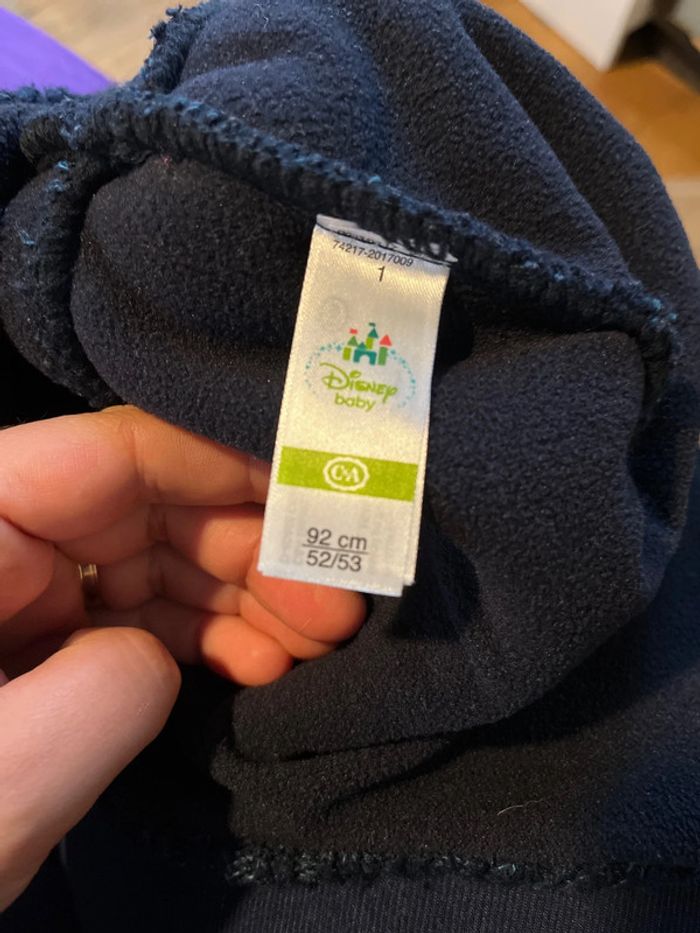 74217-2017009
1
Disney
baby
C&A
92 cm
52/53